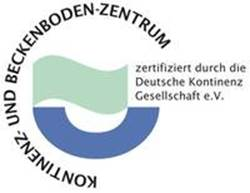 KONTINENZ- UND BECKENBODEN-ZENTRUM
zertifiziert durch die
Deutsche Kontinenz
Gesellschaft e.V.